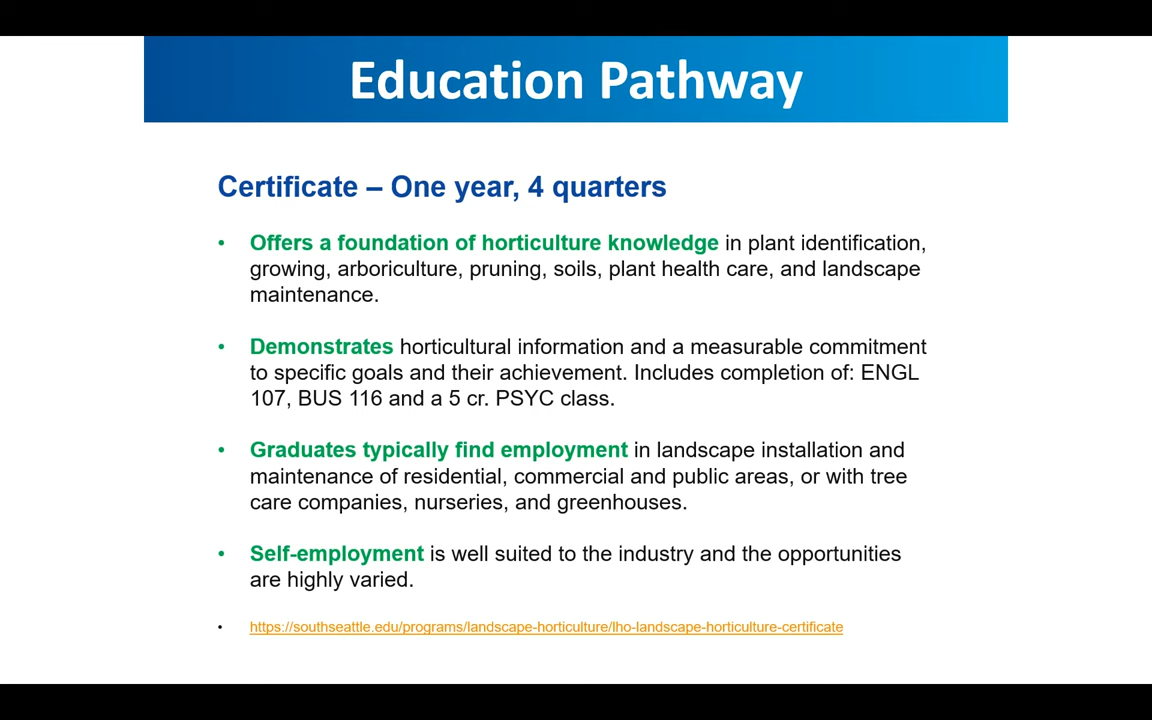 Education Pathway
Certificate – One year, 4 quarters
• Offers a foundation of horticulture knowledge in plant identification,
growing, arboriculture, pruning, soils, plant health care, and landscape
maintenance.
• Demonstrates horticultural information and a measurable commitment
to specific goals and their achievement. Includes completion of: ENGL
107, BUS 116 and a 5 cr. PSYC class.
• Graduates typically find employment in landscape installation and
maintenance of residential, commercial and public areas, or with tree
care companies, nurseries, and greenhouses.
• Self-employment is well suited to the industry and the opportunities
are highly varied.
• https://southseattle.edu/programs/landscape-horticulture/lho-landscape-horticulture-certificate